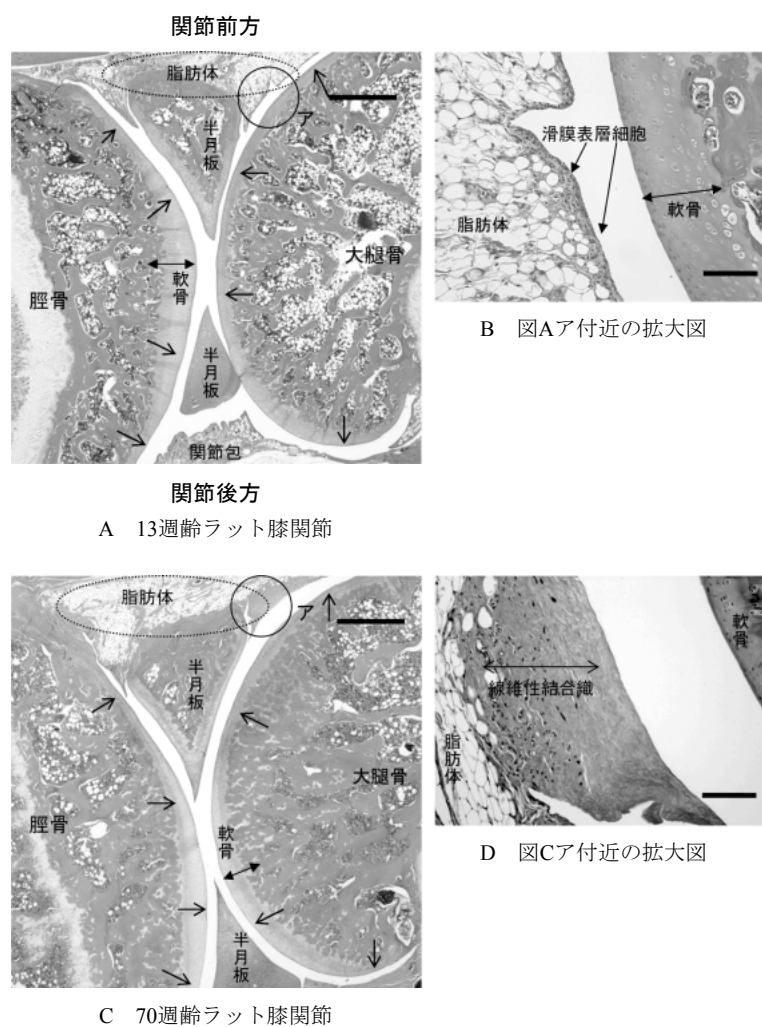 関節前方
脂肪体
ア
半月板
大腿骨
軟骨
脛骨
半月板
関節包
関節後方
A 13週齢ラット膝関節
滑膜表層細胞
脂肪体
軟骨
B 図Aア付近の拡大図
脂肪体
ア
半月板
大腿骨
脛骨
軟骨
半月板
C 70週齢ラット膝関節
軟骨
線維性結合織
脂肪体
D 図Cア付近の拡大図